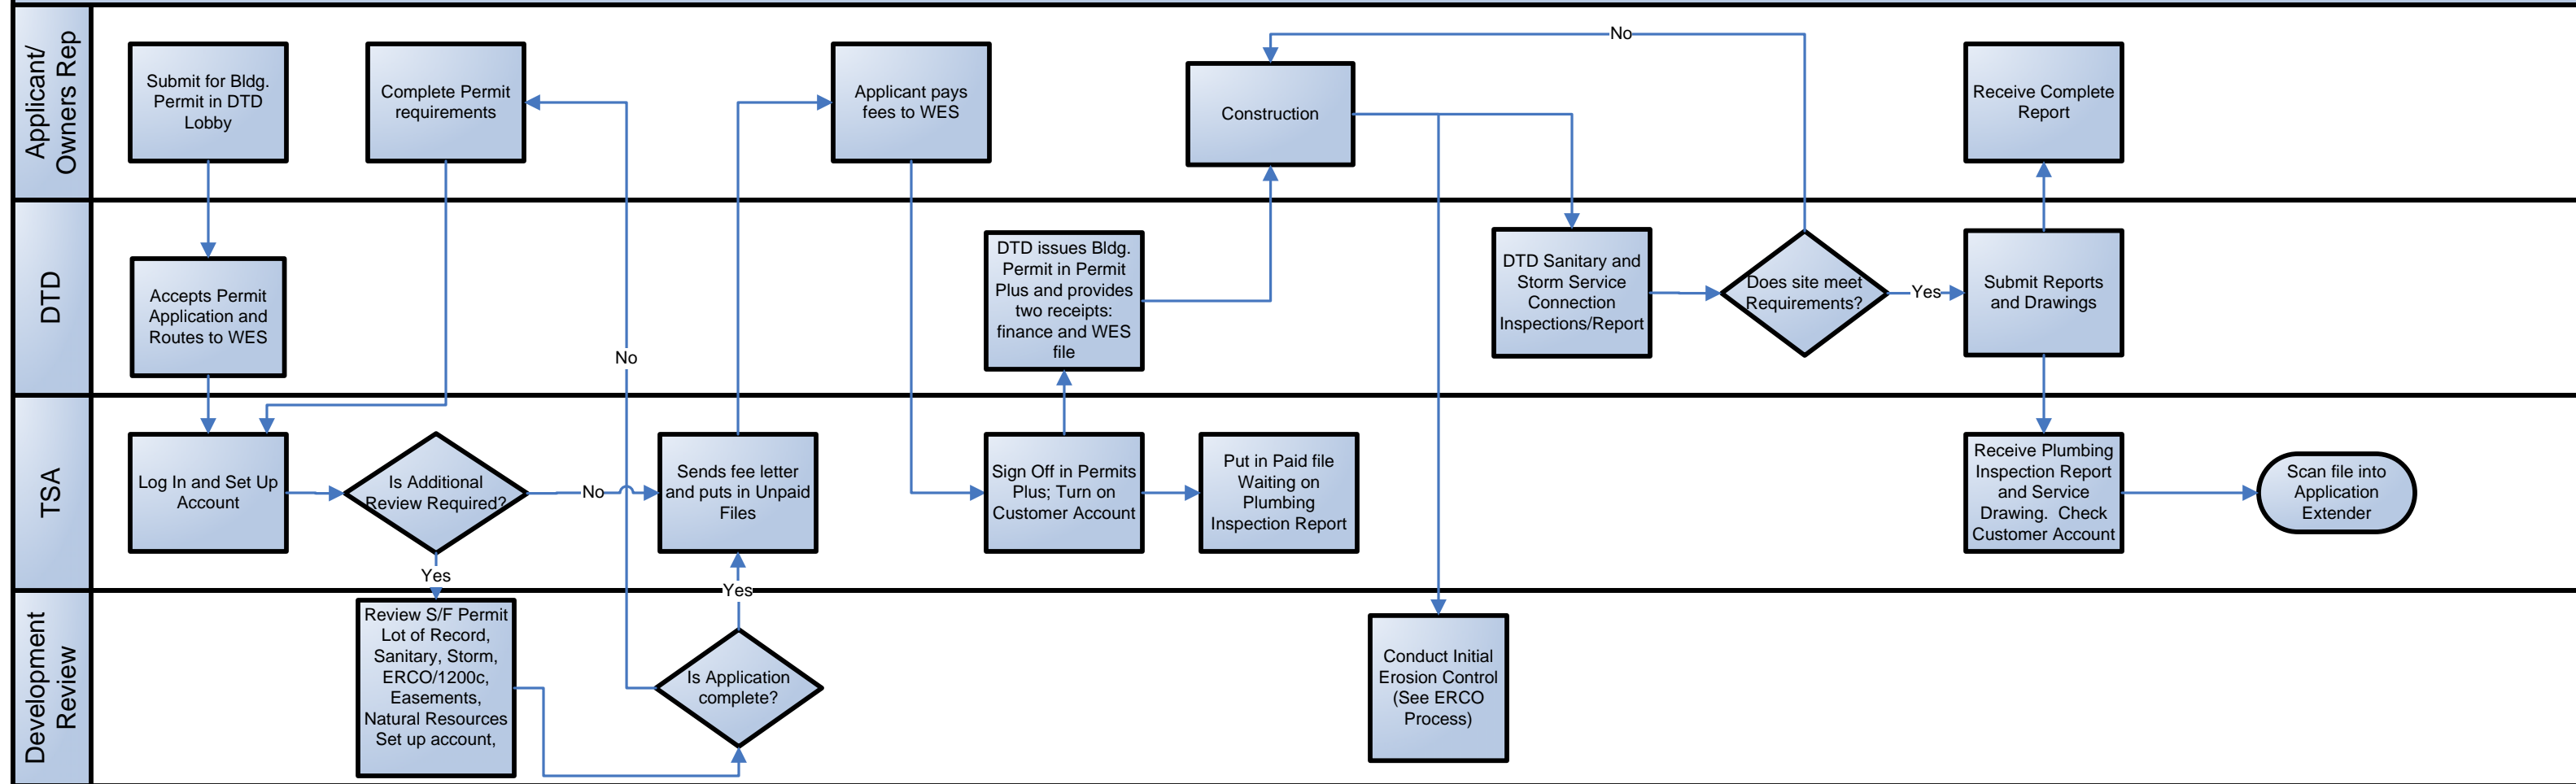 Applicant/
Owners Rep
Submit for Bldg.
Permit in DTD
Lobby
Complete Permit
requirements
Applicant pays
fees to WES
Construction
No
Receive Complete
Report
DTD
Accepts Permit
Application and
Routes to WES
No
DTD issues Bldg.
Permit in Permit
Plus and provides
two receipts:
finance and WES
file
DTD Sanitary and
Storm Service
Connection
Inspections/Report
Does site meet
Requirements?
Yes
Submit Reports
and Drawings
TSA
Log In and Set Up
Account
Is Additional
Review Required?
No
Yes
Sends fee letter
and puts in Unpaid
Files
Sign Off in Permits
Plus; Turn on
Customer Account
Put in Paid file
Waiting on
Plumbing
Inspection Report
Receive Plumbing
Inspection Report
and Service
Drawing. Check
Customer Account
Scan file into
Application
Extender
Development
Review
Review S/F Permit
Lot of Record,
Sanitary, Storm,
ERCO/1200c,
Easements,
Natural Resources
Set up account,
Yes
Is Application
complete?
Conduct Initial
Erosion Control
(See ERCO
Process)